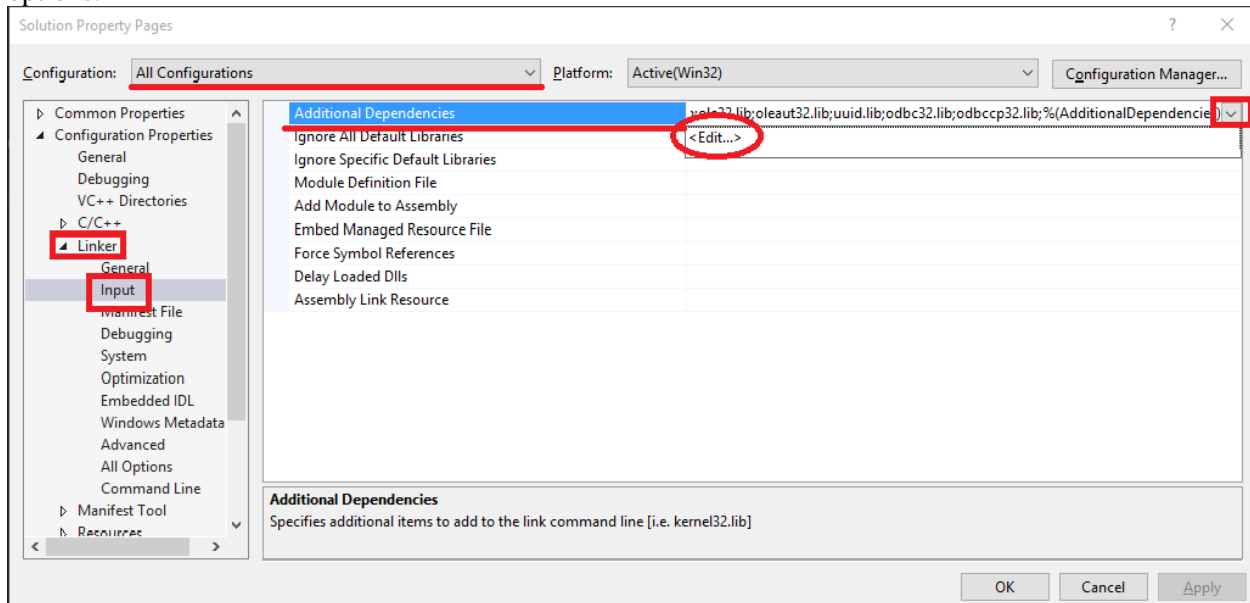 Solution Property Pages
?
Configuration: All Configurations Platform: Active(Win32) Configuration Manager...
Common Properties
Configuration Properties
General
Debugging
VC++ Directories
C/C++
Linker
General
Input
Manifest File
Debugging
System
Optimization
Embedded IDL
Windows Metadata
Advanced
All Options
Command Line
Manifest Tool
Resources
Additional Dependencies ;oleaut32.lib;uuid.lib;odbc32.lib;odbccp32.lib;%(AdditionalDependencies)
Ignore All Default Libraries <Edit...>
Ignore Specific Default Libraries
Module Definition File
Add Module to Assembly
Embed Managed Resource File
Force Symbol References
Delay Loaded Dlls
Assembly Link Resource
Additional Dependencies
Specifies additional items to add to the link command line [i.e. kernel32.lib]
OK Cancel Apply